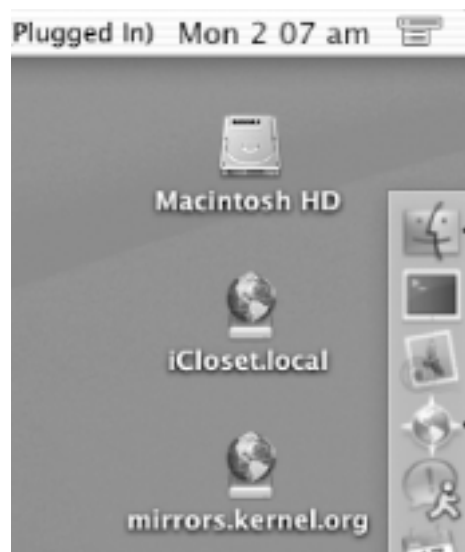 Plugged In) Mon 2 07 am
Macintosh HD
iCloset.local
mirrors.kernel.org